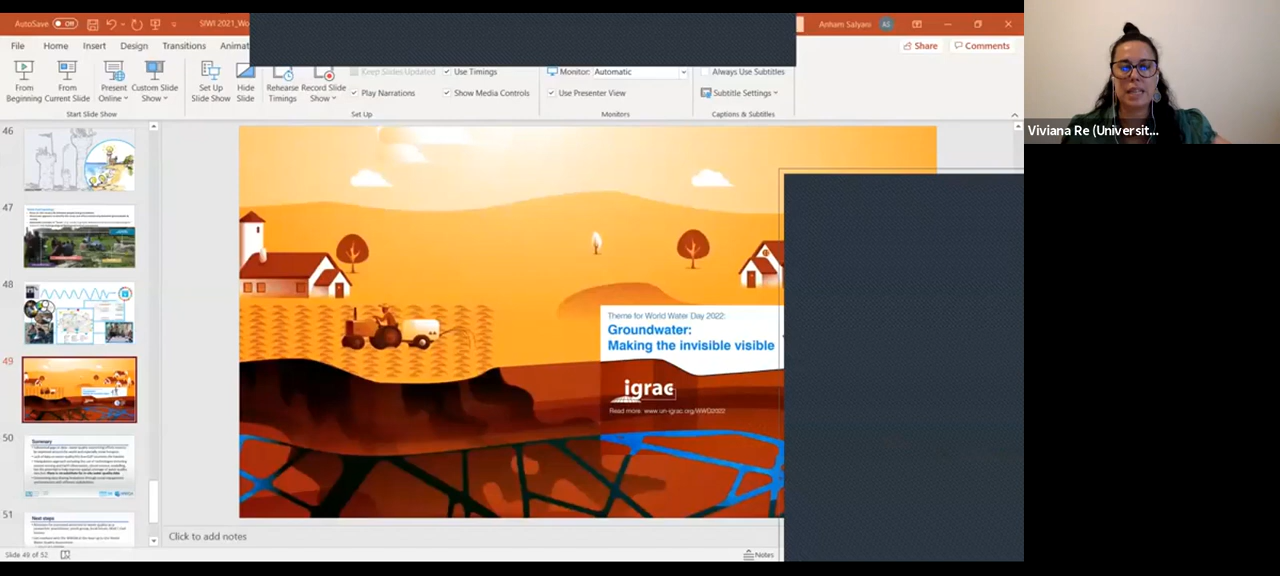 AutoSave Off
SIWI 2021_Wo
Anham Salyani
AS
File Home Insert Design Transitions Animat
Share Comments
From Beginning
From Current Slide
Present Online
Custom Slide Show
Set Up Slide Show
Hide Slide
Rehearse Timings
Record Slide Show
Keep Slides Updated
Play Narrations
Use Timings
Show Media Controls
Monitor: Automatic
Use Presenter View
Always Use Subtitles
Subtitle Settings
Start Slide Show
Set Up
Monitors
Captions & Subtitles
Viviana Re (Universit...
46
47
48
49
50
Summary
51
Next steps
Theme for World Water Day 2022:
Groundwater:
Making the invisible visible
igrac
Read more: www.un-igrac.org/WWD2022
Click to add notes
Slide 49 of 52
Notes